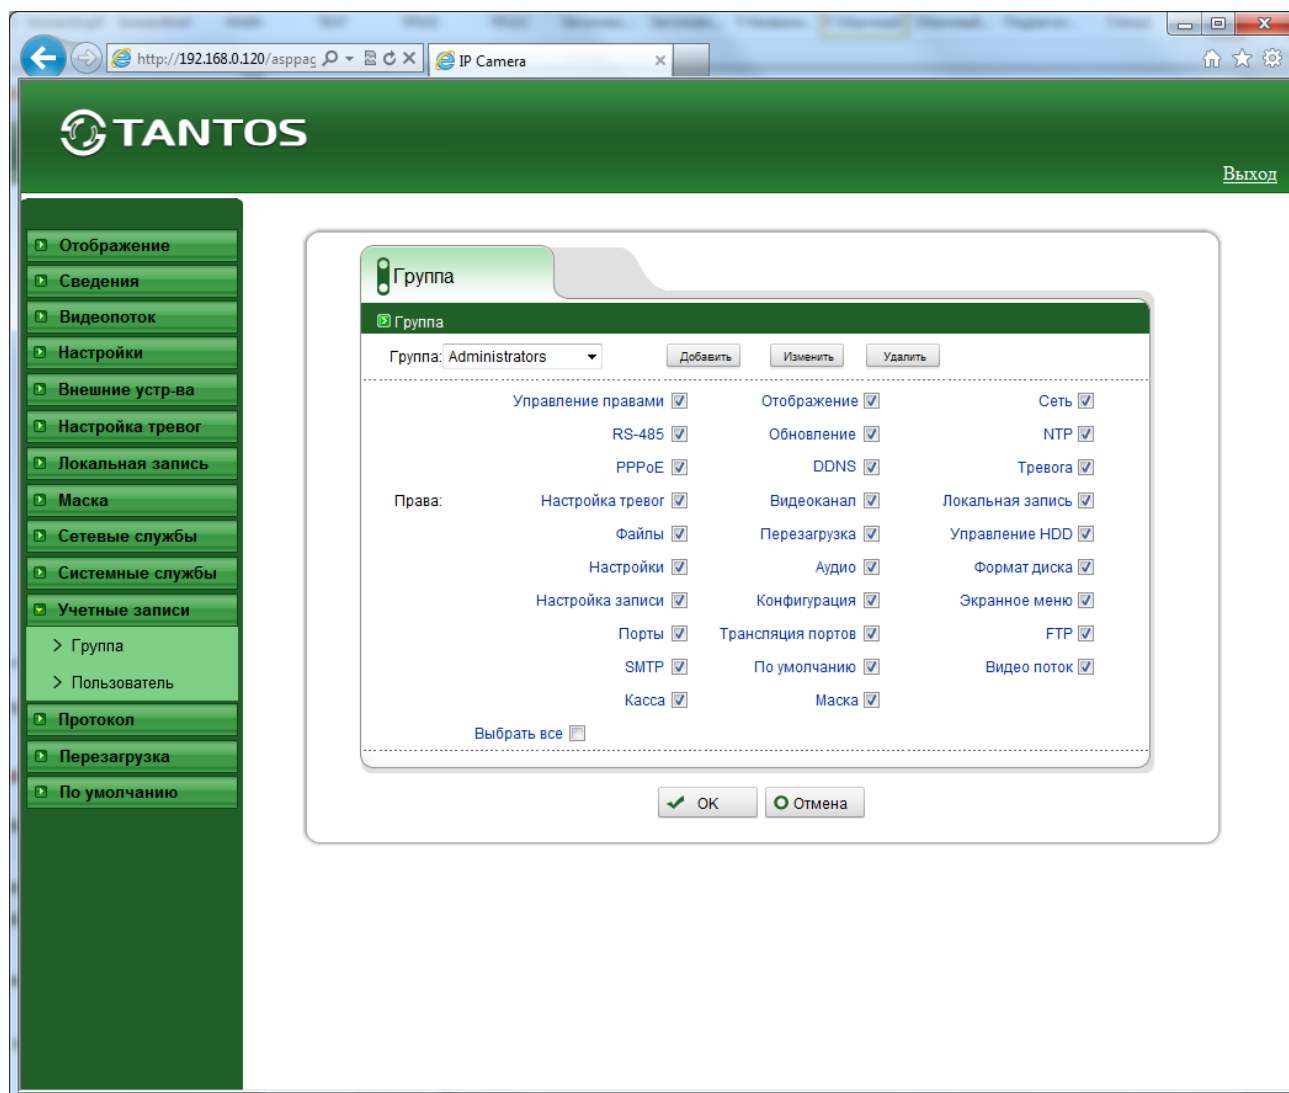 http://192.168.0.120/asppag
IP Camera
TANTOS
Выход
Отображение
Сведения
Видеопоток
Настройки
Внешние устр-ва
Настройка тревог
Локальная запись
Маска
Сетевые службы
Системные службы
Учетные записи
> Группа
> Пользователь
Протокол
Перезагрузка
По умолчанию
Группа
Группа
Группа: Administrators Добавить Изменить Удалить
Управление правами Отображение Сеть
RS-485 Обновление NTP
PPPoE DDNS Тревога
Права: Настройка тревог Видеоканал Локальная запись
Файлы Перезагрузка Управление HDD
Настройки Аудио Формат диска
Настройка записи Конфигурация Экранное меню
Порты Трансляция портов FTP
SMTP По умолчанию Видео поток
Касса Маска
Выбрать все
OK Отмена